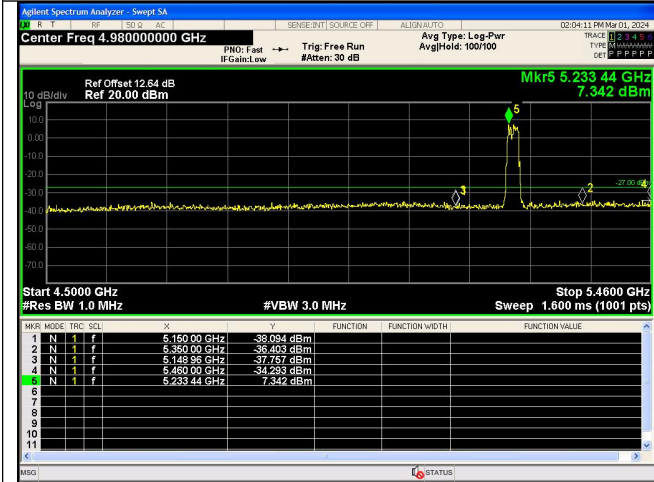 Agilent Spectrum Analyzer - Swept SA
R T RF 50 Ω AC SENSE:INT SOURCE OFF ALIGN AUTO 02:04:11 PM Mar 01, 2024
Center Freq 4.980000000 GHz Avg Type: Log-Pwr TRACE 1 2 3 4 5 6
PNO: Fast Trig: Free Run Avg|Hold: 100/100 TYPE M
IFGain:Low #Atten: 30 dB DET P P P P P P
Mkr5 5.233 44 GHz
Ref Offset 12.64 dB
10 dB/div Ref 20.00 dBm 7.342 dBm
Log
5
10.0
0.00
-10.0
-20.0
-27.00 dBm
3 2 4
-30.0
-40.0
-50.0
-60.0
-70.0
Start 4.5000 GHz Stop 5.4600 GHz
#Res BW 1.0 MHz #VBW 3.0 MHz Sweep 1.600 ms (1001 pts)
MKR MODE TRC SCL X Y FUNCTION FUNCTION WIDTH FUNCTION VALUE
1 N 1 f 5.150 00 GHz -38.094 dBm
2 N 1 f 5.350 00 GHz -36.403 dBm
3 N 1 f 5.148 96 GHz -37.757 dBm
4 N 1 f 5.460 00 GHz -34.293 dBm
5 N 1 f 5.233 44 GHz 7.342 dBm
6
7
8
9
10
11
MSG STATUS